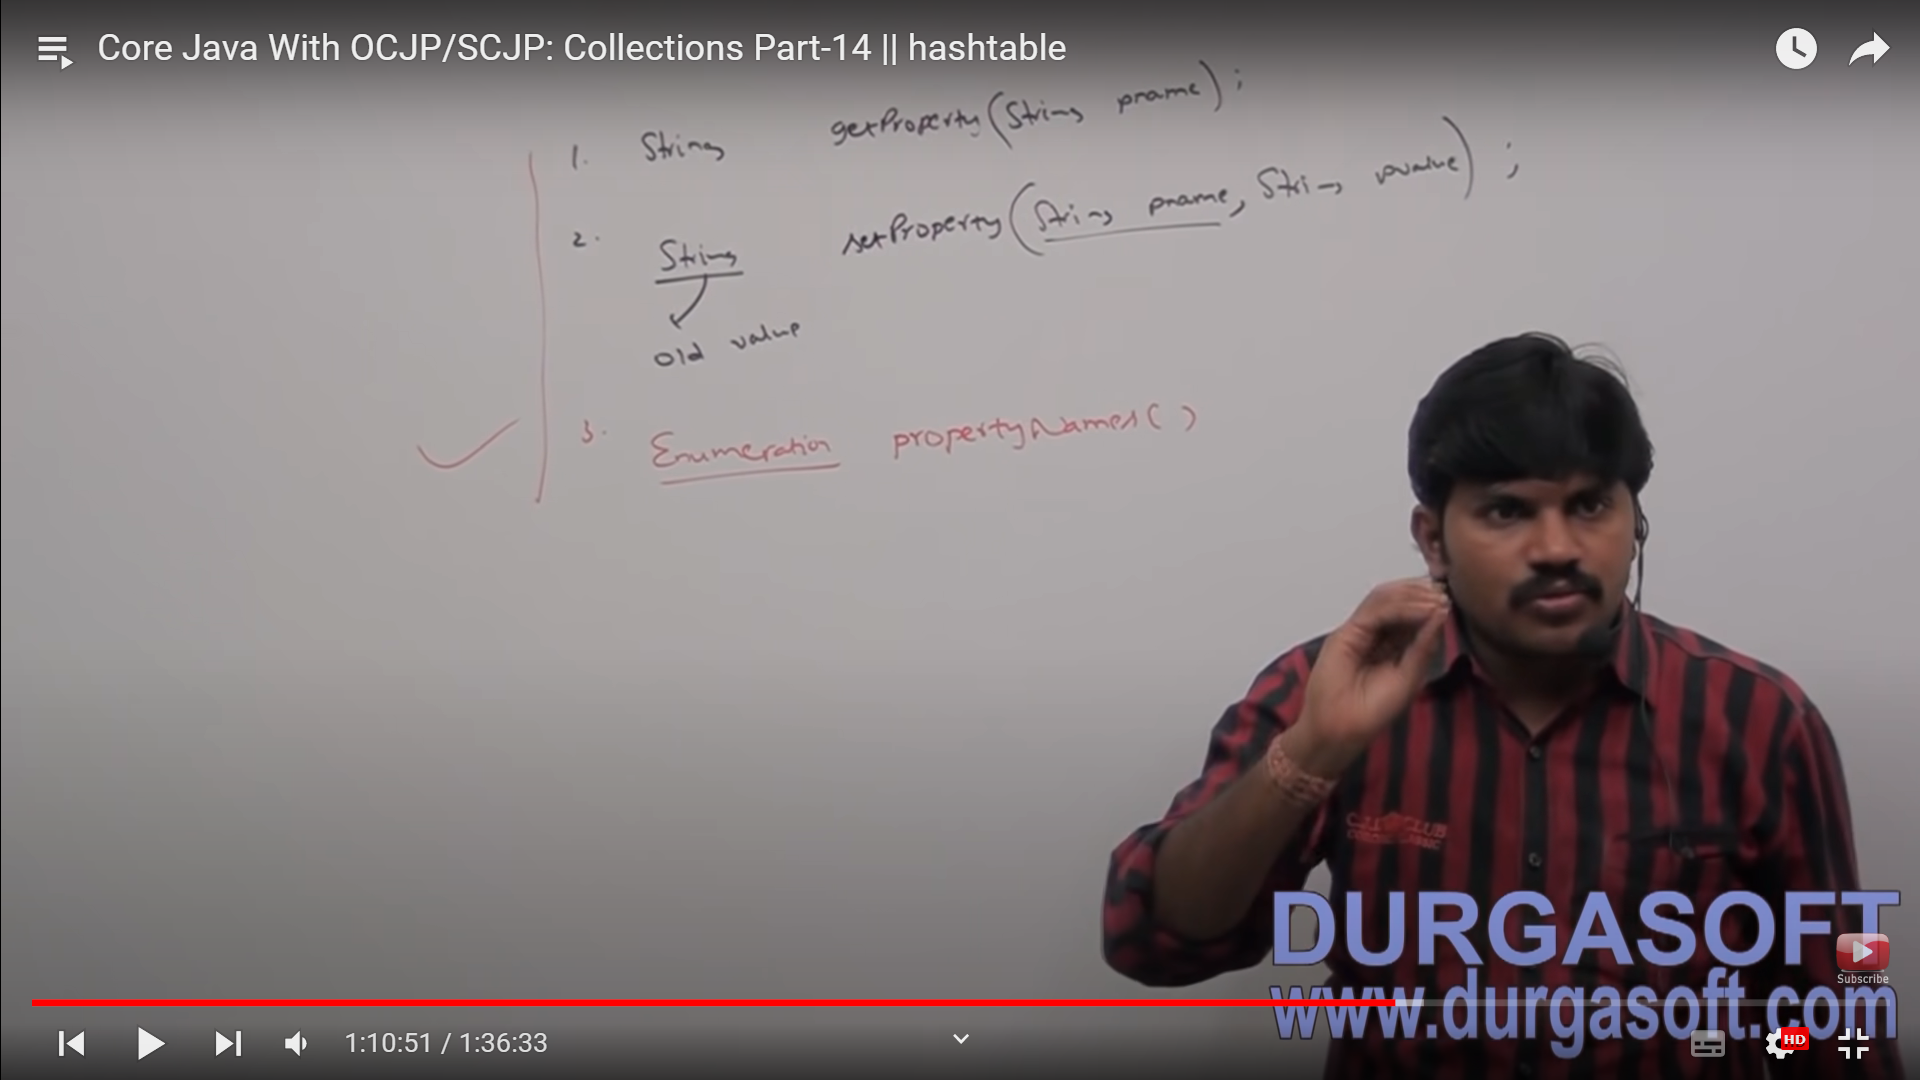 Core Java With OCJP/SCJP: Collections Part-14 || hashtable
1. String getProperty(String pname);
2. String setProperty(String pname, String pvalue);
Old value
3. Enumeration propertyNames()
CLUB
DURGASOFT
Subscribe
www.durgasoft.com
1:10:51 / 1:36:33
HD